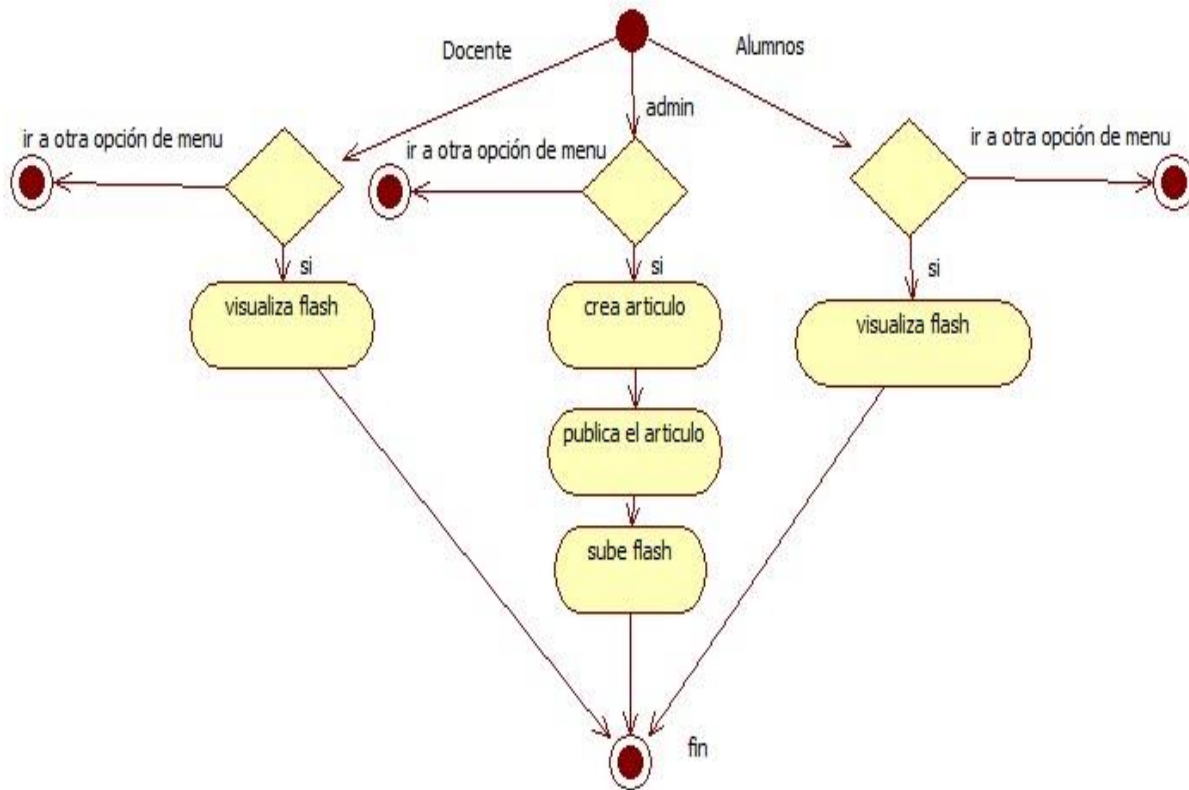 Docente
Alumnos
admin
ir a otra opción de menu
ir a otra opción de menu
ir a otra opción de menu
si
si
si
visualiza flash
crea articulo
visualiza flash
publica el articulo
sube flash
fin